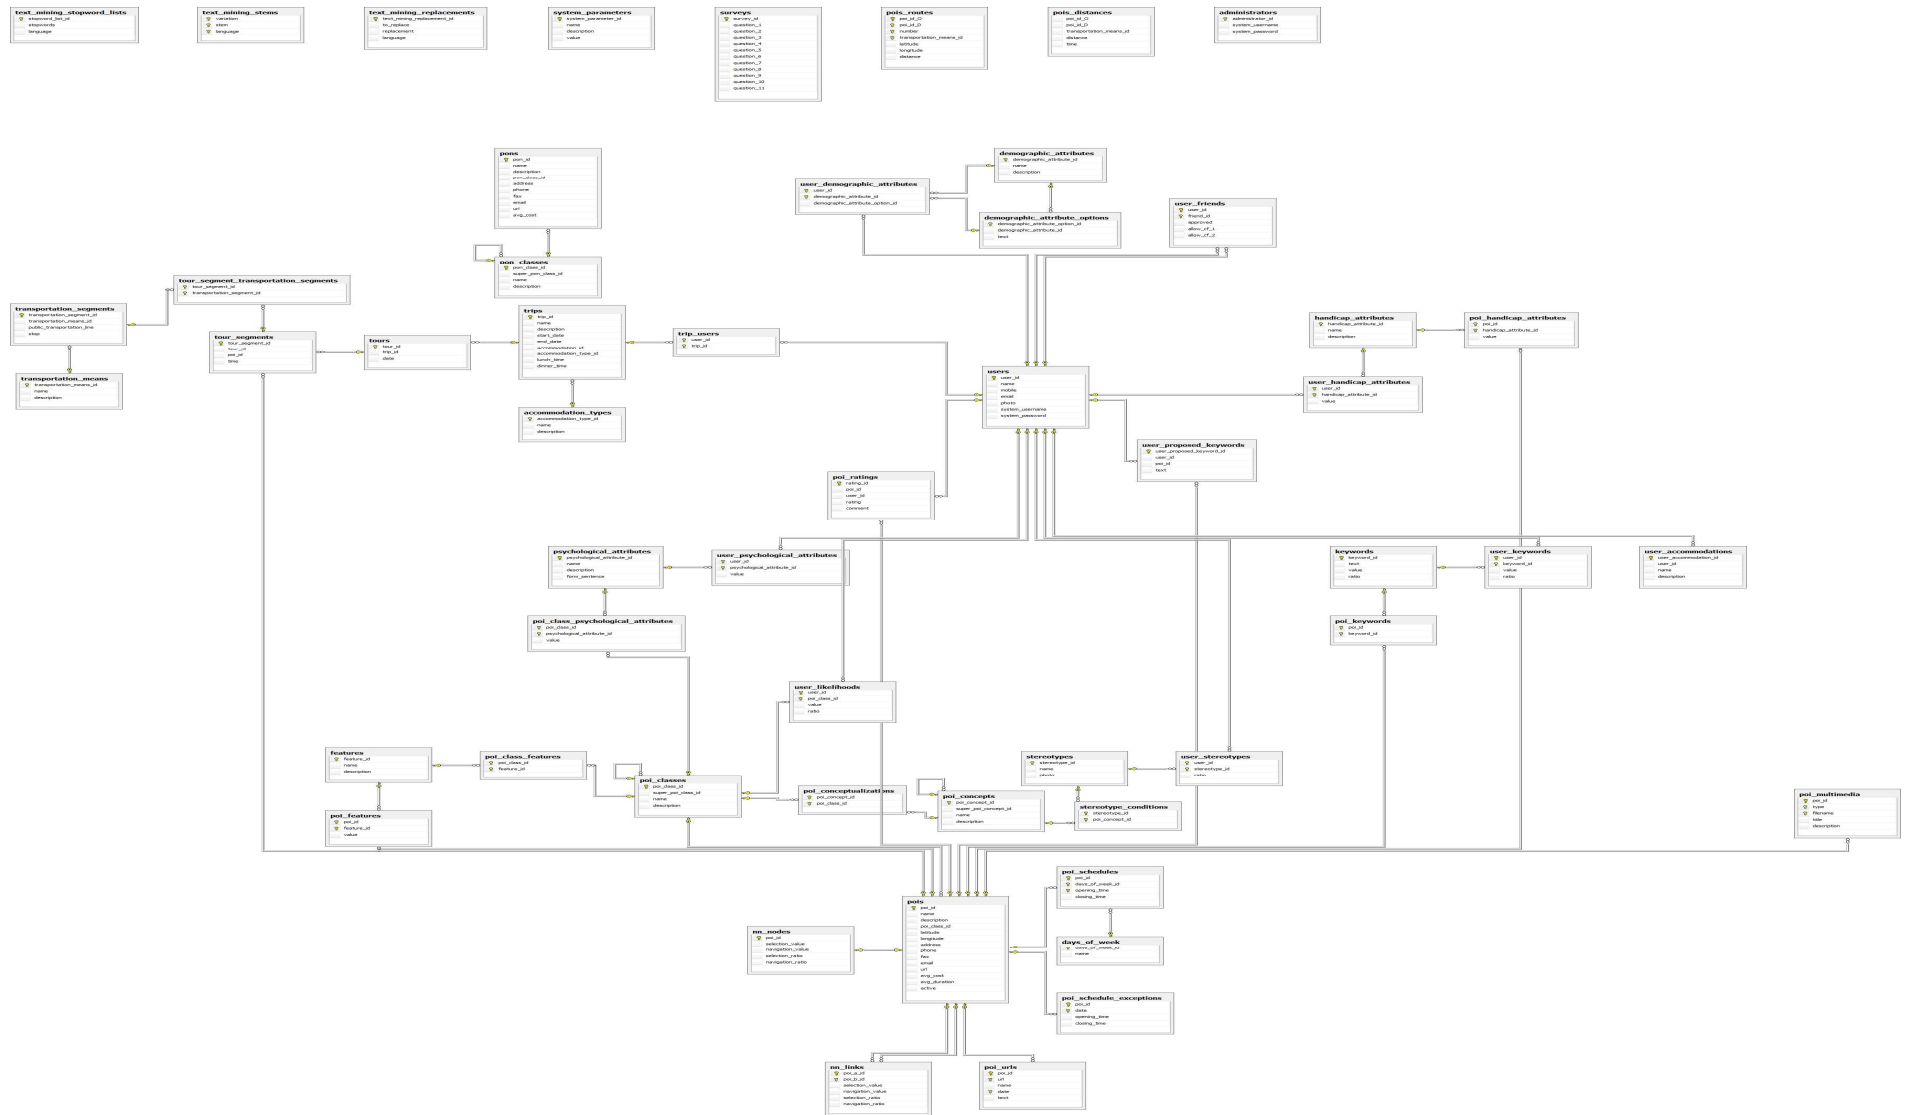 text_mining_stopword_lists
stopword_list_id
stopwords
language
text_mining_stems
variation
stem
language
text_mining_replacements
text_mining_replacement_id
to_replace
replacement
language
system_parameters
system_parameter_id
name
description
value
surveys
survey_id
question_1
question_2
question_3
question_4
question_5
question_6
question_7
question_8
question_9
question_10
question_11
pois_routes
poi_id_O
poi_id_D
number
transportation_means_id
latitude
longitude
distance
pois_distances
poi_id_O
poi_id_D
transportation_means_id
distance
time
administrators
administrator_id
system_username
system_password
pons
pon_id
name
description
pon_class_id
address
phone
fax
email
url
avg_cost
demographic_attributes
demographic_attribute_id
name
description
user_demographic_attributes
user_id
demographic_attribute_id
demographic_attribute_option_id
demographic_attribute_options
demographic_attribute_option_id
demographic_attribute_id
text
user_friends
user_id
friend_id
approved
allow_cf_1
allow_cf_2
pon_class_id
super_pon_class_id
name
description
tour_segment_transportation_segments
tour_segment_id
transportation_segment_id
transportation_segments
transportation_segment_id
transportation_means_id
public_transportation_line
stop
tour_segments
tour_segment_id
tour_id
poi_id
time
tours
tour_id
trip_id
date
trips
trip_id
name
description
start_date
end_date
accommodation_id
accommodation_type_id
lunch_time
dinner_time
trip_users
user_id
trip_id
transportation_means
transportation_means_id
name
description
accommodation_types
accommodation_type_id
name
description
users
user_id
name
mobile
email
photo
system_username
system_password
handicap_attributes
handicap_attribute_id
name
description
poi_handicap_attributes
poi_id
handicap_attribute_id
value
user_handicap_attributes
user_id
handicap_attribute_id
value
user_proposed_keywords
user_proposed_keyword_id
user_id
poi_id
text
poi_ratings
rating_id
poi_id
user_id
rating
comment
psychological_attributes
psychological_attribute_id
name
description
form_sentence
user_psychological_attributes
user_id
psychological_attribute_id
value
keywords
keyword_id
text
value
ratio
user_keywords
user_id
keyword_id
value
ratio
user_accommodations
user_accommodation_id
user_id
name
description
poi_class_psychological_attributes
poi_class_id
psychological_attribute_id
value
poi_keywords
poi_id
keyword_id
user_likelihoods
user_id
poi_class_id
value
ratio
features
feature_id
name
description
poi_class_features
poi_class_id
feature_id
poi_classes
poi_class_id
super_poi_class_id
name
description
poi_conceptualizations
poi_concept_id
poi_class_id
poi_concepts
poi_concept_id
super_poi_concept_id
name
description
stereotypes
stereotype_id
name
photo
user_stereotypes
user_id
stereotype_id
ratio
stereotype_conditions
stereotype_id
poi_concept_id
poi_features
poi_id
feature_id
value
poi_multimedia
poi_id
type
filename
title
description
poi_schedules
poi_id
days_of_week_id
opening_time
closing_time
pois
poi_id
name
description
poi_class_id
latitude
longitude
address
phone
fax
email
url
avg_cost
avg_duration
active
nn_nodes
poi_id
selection_value
navigation_value
selection_ratio
navigation_ratio
days_of_week
days_of_week_id
name
poi_schedule_exceptions
poi_id
date
opening_time
closing_time
nn_links
poi_a_id
poi_b_id
selection_value
navigation_value
selection_ratio
navigation_ratio
poi_urls
poi_id
url
name
date
text